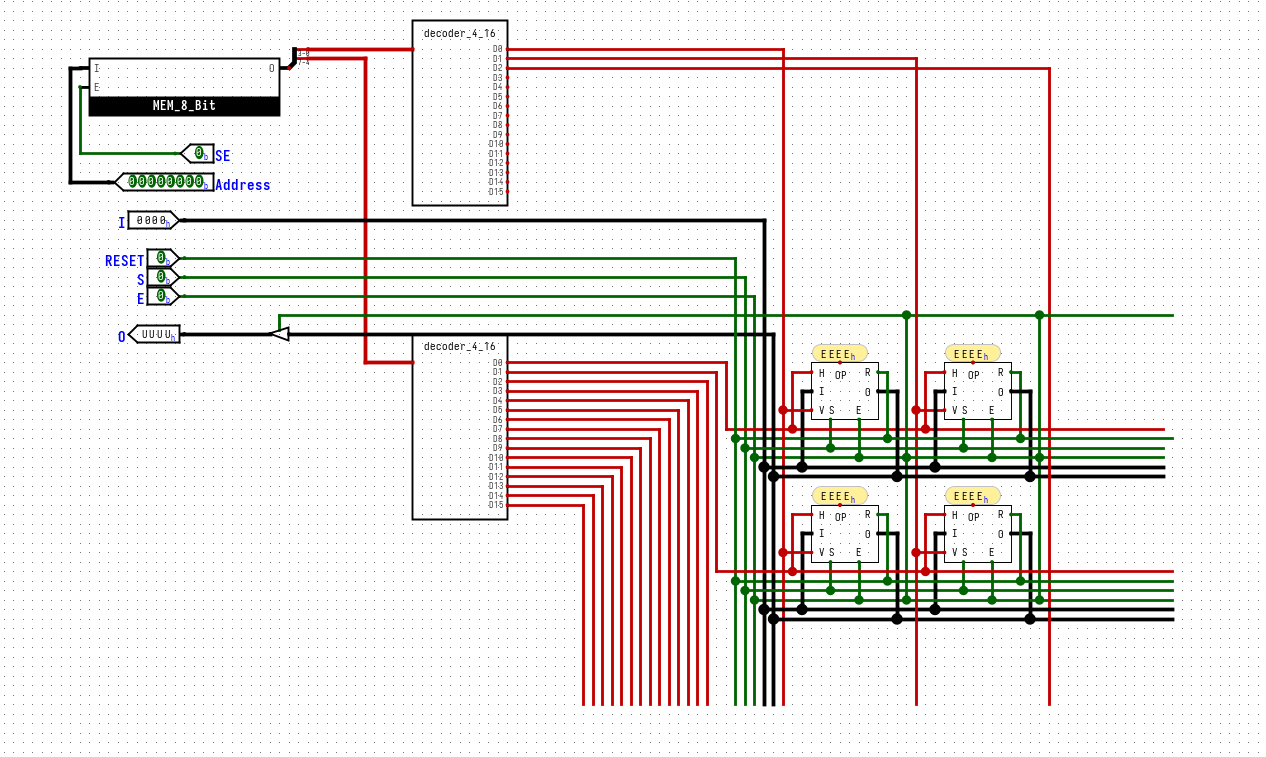 decoder_4_16
D0
D1
D2
D3
D4
D5
D6
D7
D8
D9
D10
D11
D12
D13
D14
D15
3-0
7-4
I O
E
MEM_8_Bit
0b SE
00000000b Address
I 0000h
RESET 0b
S 0b
E 0b
O UUUUh
decoder_4_16
D0
D1
D2
D3
D4
D5
D6
D7
D8
D9
D10
D11
D12
D13
D14
D15
EEEEh EEEEh
H OP R H OP R
I O I O
V S E V S E
EEEEh EEEEh
H OP R H OP R
I O I O
V S E V S E